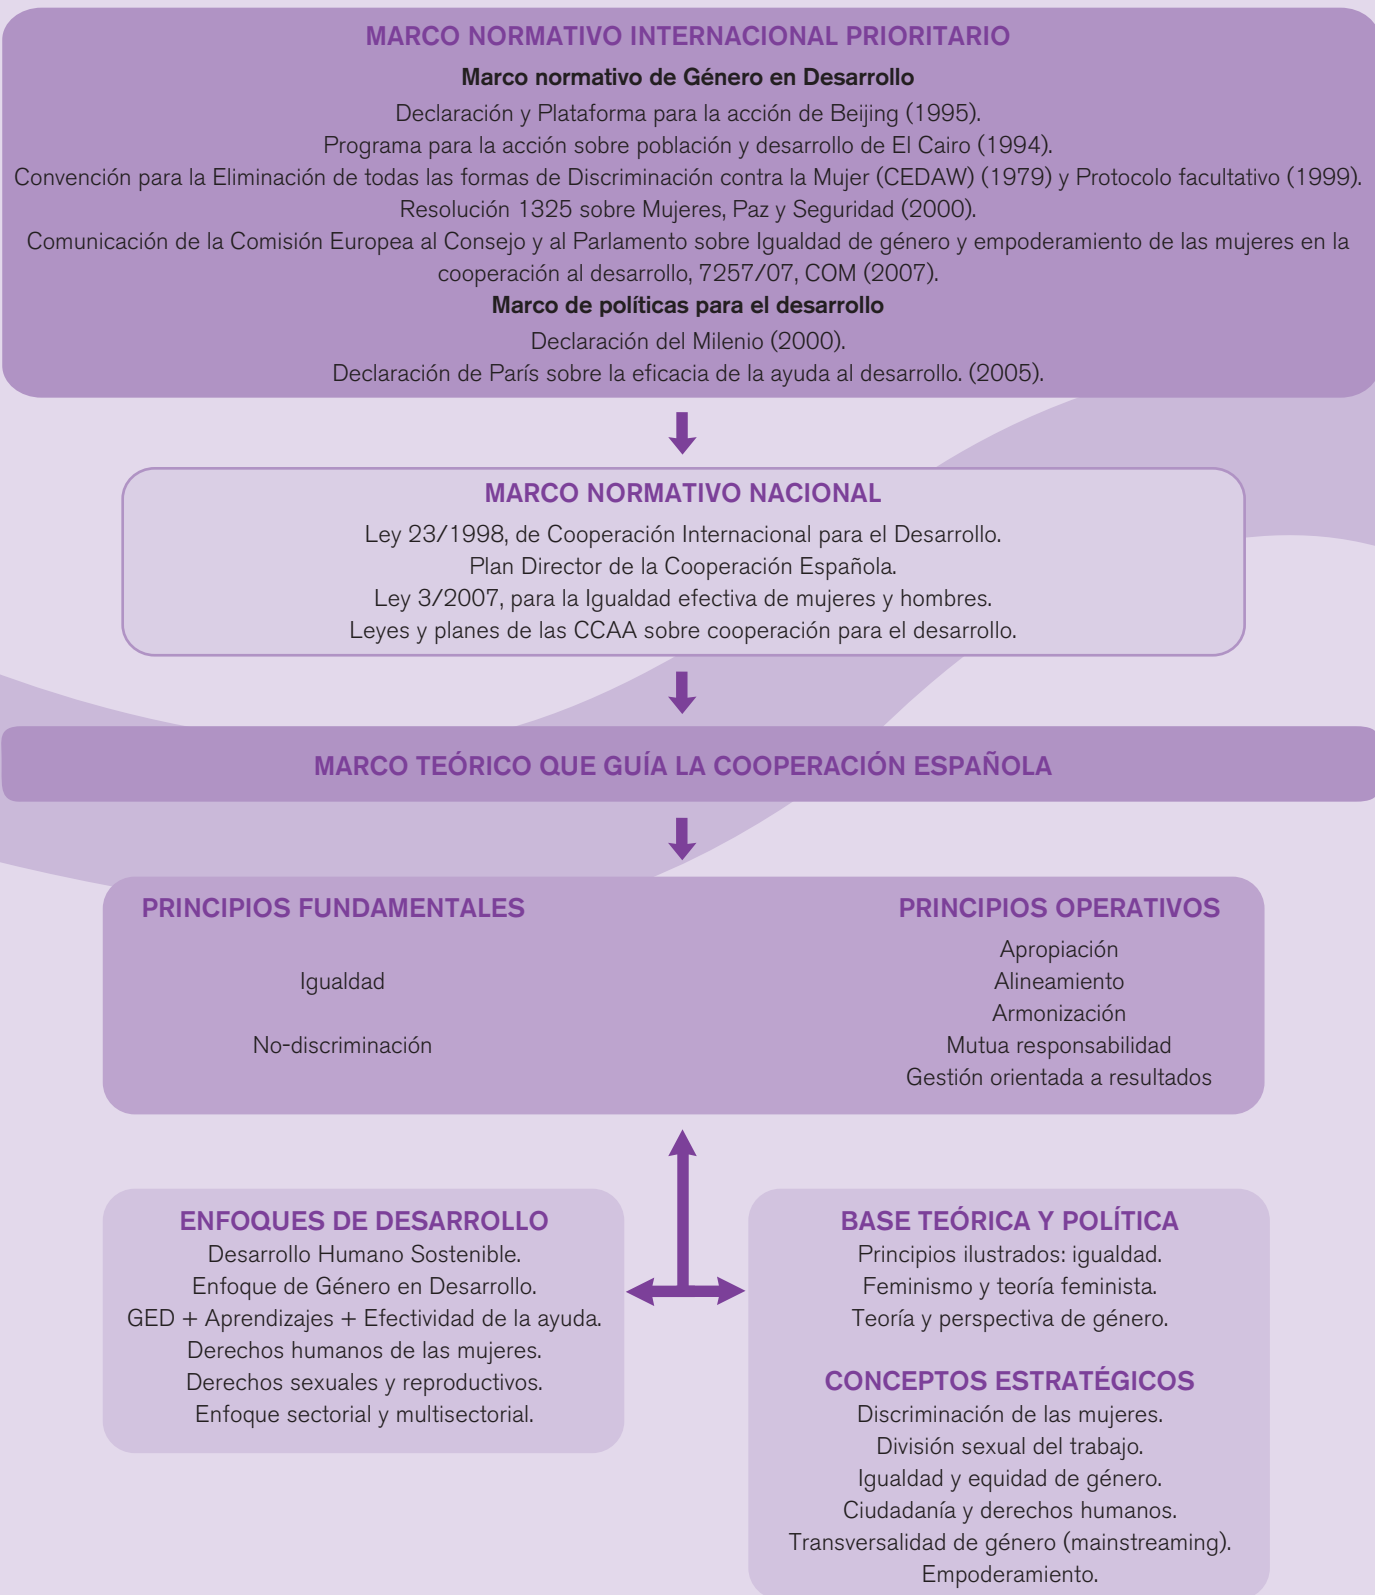 MARCO NORMATIVO INTERNACIONAL PRIORITARIO
Marco normativo de Género en Desarrollo
Declaración y Plataforma para la acción de Beijing (1995).
Programa para la acción sobre población y desarrollo de El Cairo (1994).
Convención para la Eliminación de todas las formas de Discriminación contra la Mujer (CEDAW) (1979) y Protocolo facultativo (1999).
Resolución 1325 sobre Mujeres, Paz y Seguridad (2000).
Comunicación de la Comisión Europea al Consejo y al Parlamento sobre Igualdad de género y empoderamiento de las mujeres en la
cooperación al desarrollo, 7257/07, COM (2007).
Marco de políticas para el desarrollo
Declaración del Milenio (2000).
Declaración de París sobre la eficacia de la ayuda al desarrollo. (2005).
MARCO NORMATIVO NACIONAL
Ley 23/1998, de Cooperación Internacional para el Desarrollo.
Plan Director de la Cooperación Española.
Ley 3/2007, para la Igualdad efectiva de mujeres y hombres.
Leyes y planes de las CCAA sobre cooperación para el desarrollo.
MARCO TEÓRICO QUE GUÍA LA COOPERACIÓN ESPAÑOLA
PRINCIPIOS FUNDAMENTALES
Igualdad
No-discriminación
PRINCIPIOS OPERATIVOS
Apropiación
Alineamiento
Armonización
Mutua responsabilidad
Gestión orientada a resultados
ENFOQUES DE DESARROLLO
Desarrollo Humano Sostenible.
Enfoque de Género en Desarrollo.
GED + Aprendizajes + Efectividad de la ayuda.
Derechos humanos de las mujeres.
Derechos sexuales y reproductivos.
Enfoque sectorial y multisectorial.
BASE TEÓRICA Y POLÍTICA
Principios ilustrados: igualdad.
Feminismo y teoría feminista.
Teoría y perspectiva de género.
CONCEPTOS ESTRATÉGICOS
Discriminación de las mujeres.
División sexual del trabajo.
Igualdad y equidad de género.
Ciudadanía y derechos humanos.
Transversalidad de género (mainstreaming).
Empoderamiento.